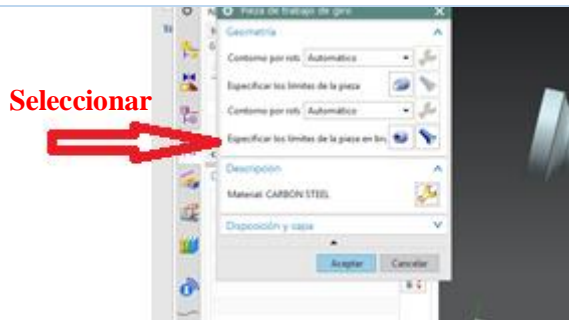 Pieza de trabajo de giro
Geometría
Contorno por rot Automático
Especificar los límites de la pieza
Seleccionar
Contorno por rot Automático
Especificar los límites de la pieza en
Descripción
Material: CARBON STEEL
Disposición y capa
Aceptar Cancelar